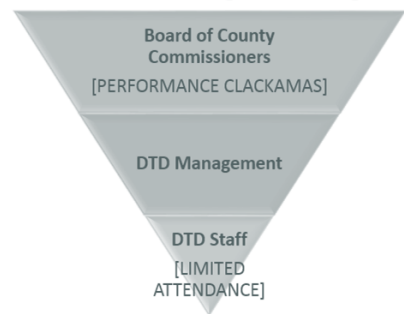 Board of County
Commissioners
[PERFORMANCE CLACKAMAS]
DTD Management
DTD Staff
[LIMITED
ATTENDANCE]